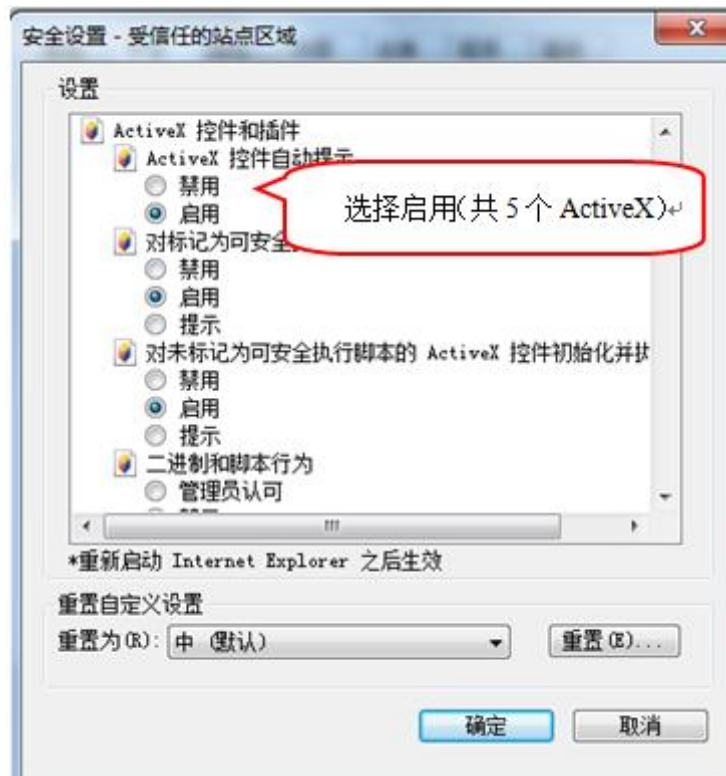 安全设置 - 受信任的站点区域
设置
ActiveX 控件和插件
ActiveX 控件自动提示
禁用
启用
选择启用(共 5 个 ActiveX)↵
对标记为可安全
禁用
启用
提示
对未标记为可安全执行脚本的 ActiveX 控件初始化并执
禁用
启用
提示
二进制和脚本行为
管理员认可
*重新启动 Internet Explorer 之后生效
重置自定义设置
重置为(R): 中 (默认) 重置(E)...
确定 取消